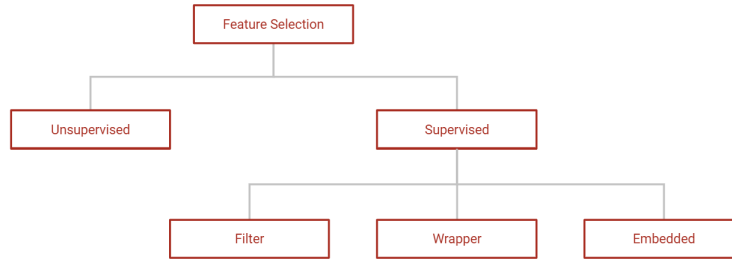 Feature Selection
Unsupervised
Supervised
Filter
Wrapper
Embedded